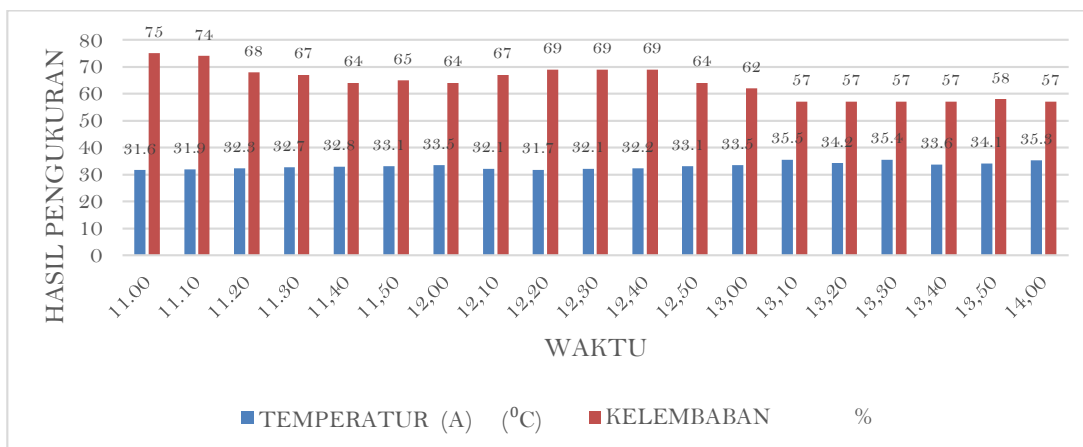 75 74 68 67 64 65 64 67 69 69 69 64 62 57 57 57 57 58 57
31.6 31.9 32.3 32.7 32.8 33.1 33.5 32.1 31.7 32.1 32.2 33.1 33.5 35.5 34.2 35.4 33.6 34.1 35.3
80
70
60
50
40
30
20
10
0
HASIL PENGUKURAN
11.00 11,10 11.20 11,30 11,40 11,50 12,00 12,10 12,20 12,30 12,40 12,50 13,00 13,10 13,20 13,30 13,40 13,50 14,00
WAKTU
TEMPERATUR (A) (⁰C) KELEMBABAN %